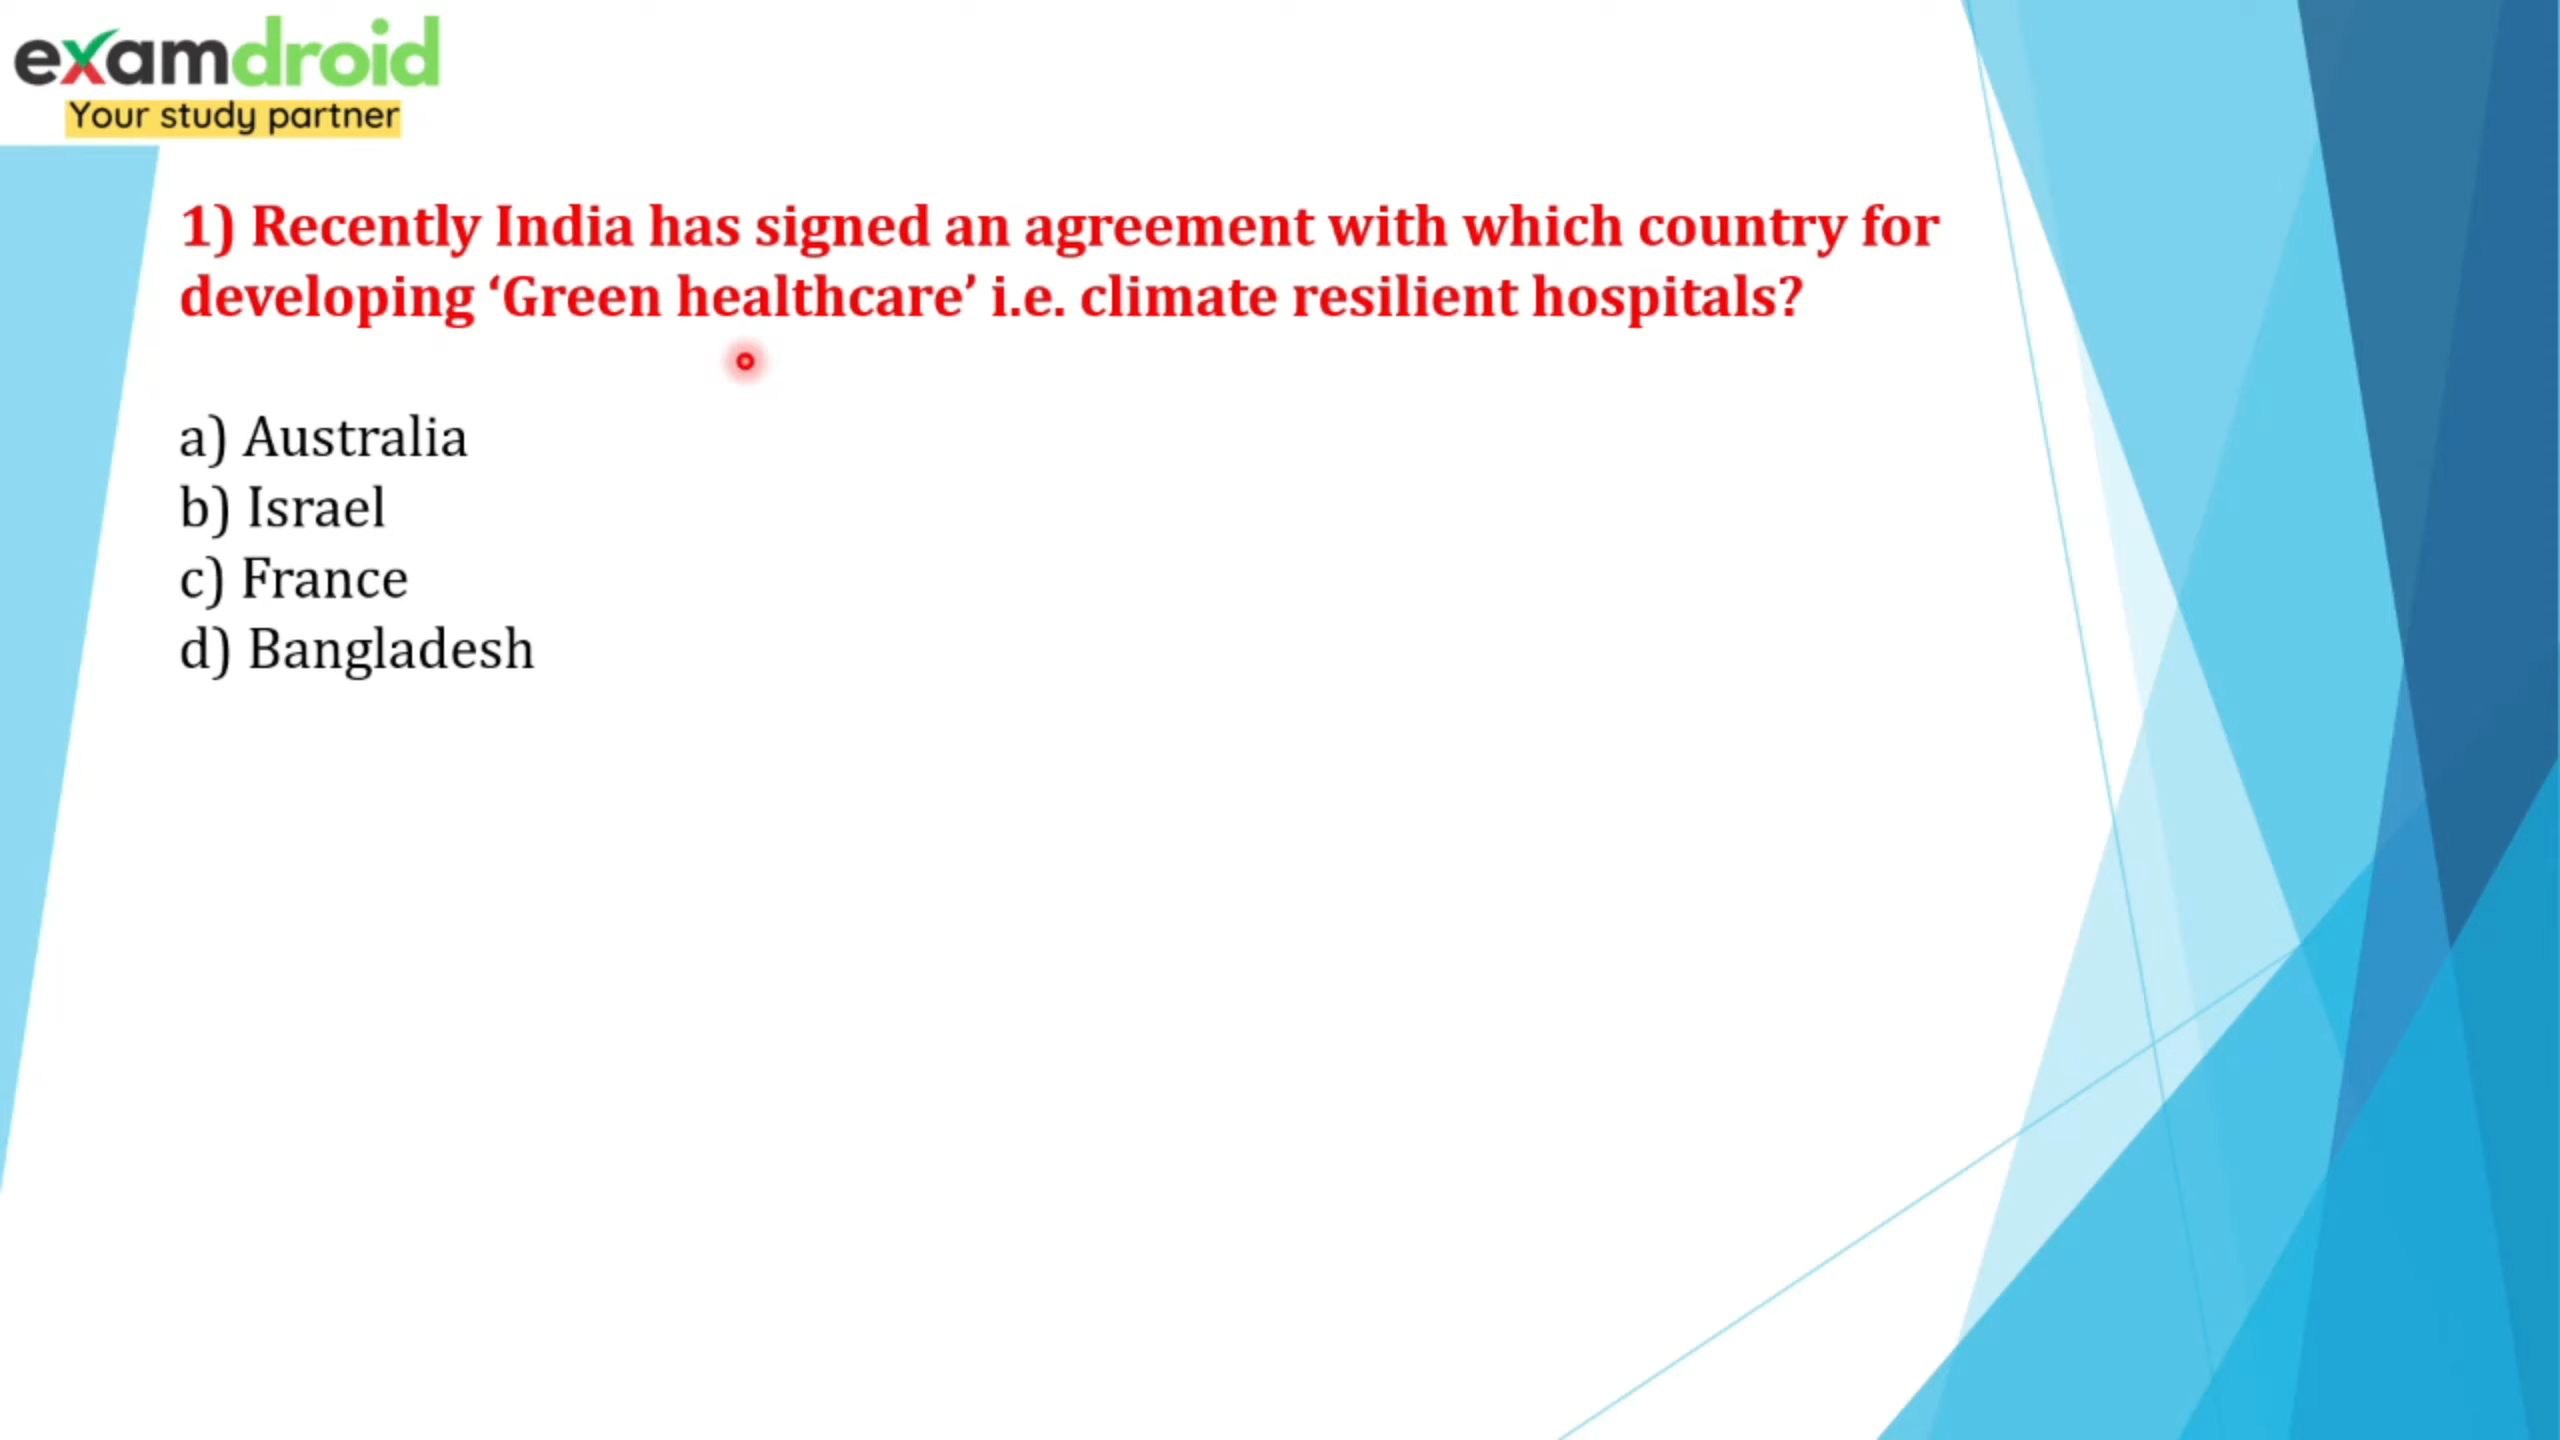 examdroid
Your study partner
1) Recently India has signed an agreement with which country for
developing ‘Green healthcare’ i.e. climate resilient hospitals?
a) Australia
b) Israel
c) France
d) Bangladesh